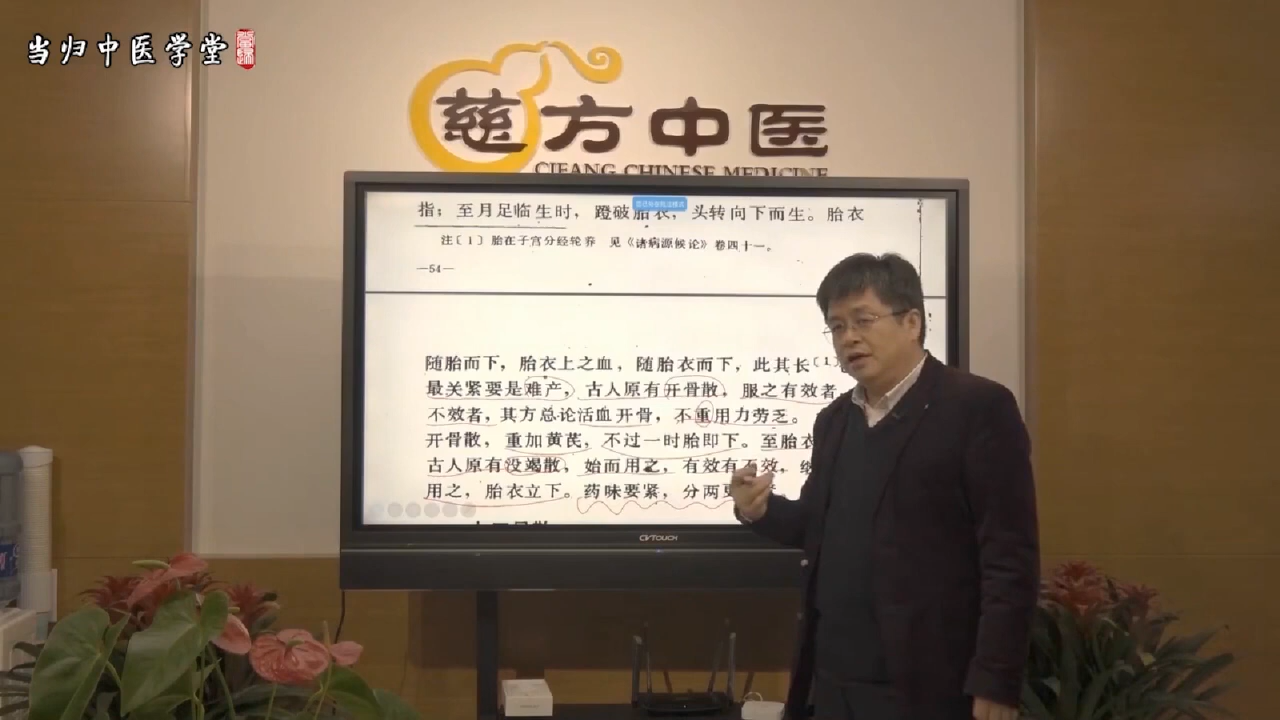 当归中医学堂
慈方中医
CIFANG CHINESE MEDICINE
指；至月足临生时，蹬破胎衣，头转向下而生。胎衣
注〔1〕胎在子宫分经轮养 见《诸病源候论》卷四十一。
—54—
随胎而下，胎衣上之血，随胎衣而下，此其长〔1〕
最关紧要是难产，古人原有开骨散，服之有效者，
不效者，其方总论活血开骨，不重用力劳乏。
开骨散，重加黄芪，不过一时胎即下。至胎衣
古人原有没竭散，始而用之，有效有不效，继
用之，胎衣立下。药味要紧，分两更
CVTOUCH